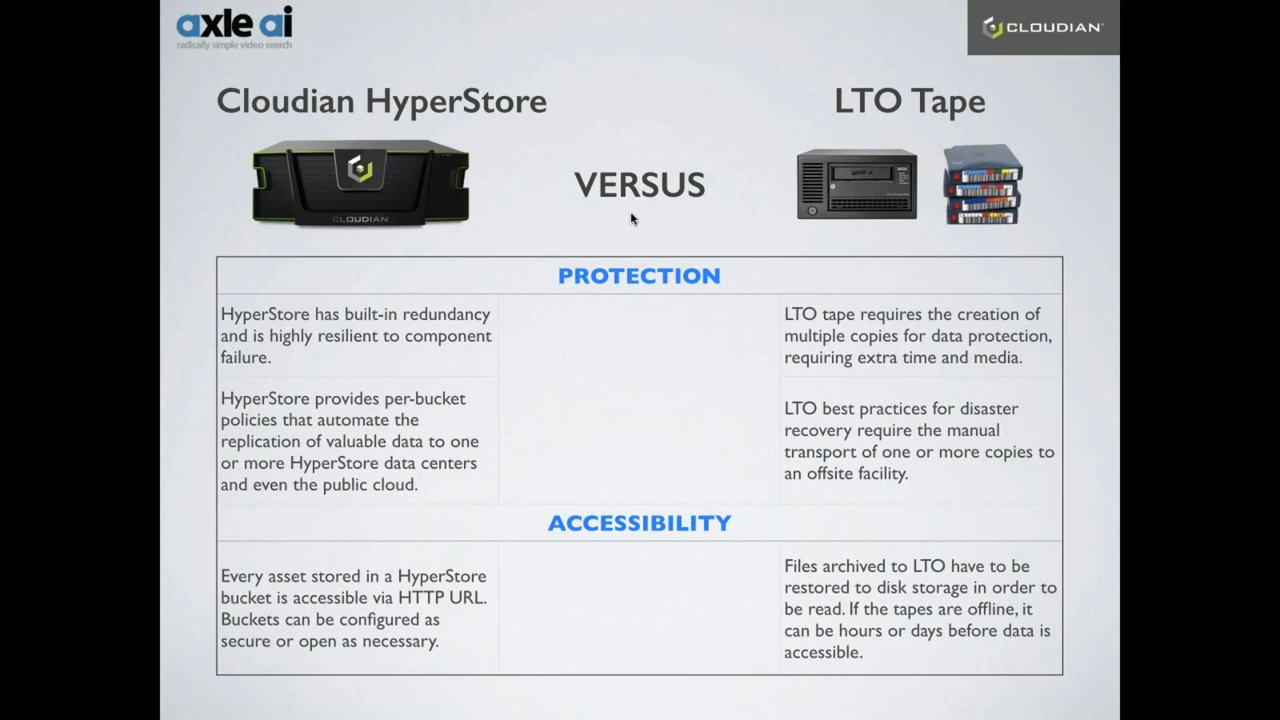 axle ai
radically simple video search
CLOUDIAN
Cloudian HyperStore
LTO Tape
VERSUS
CLOUDIAN
PROTECTION
HyperStore has built-in redundancy
and is highly resilient to component
failure.
LTO tape requires the creation of
multiple copies for data protection,
requiring extra time and media.
HyperStore provides per-bucket
policies that automate the
replication of valuable data to one
or more HyperStore data centers
and even the public cloud.
LTO best practices for disaster
recovery require the manual
transport of one or more copies to
an offsite facility.
ACCESSIBILITY
Every asset stored in a HyperStore
bucket is accessible via HTTP URL.
Buckets can be configured as
secure or open as necessary.
Files archived to LTO have to be
restored to disk storage in order to
be read. If the tapes are offline, it
can be hours or days before data is
accessible.